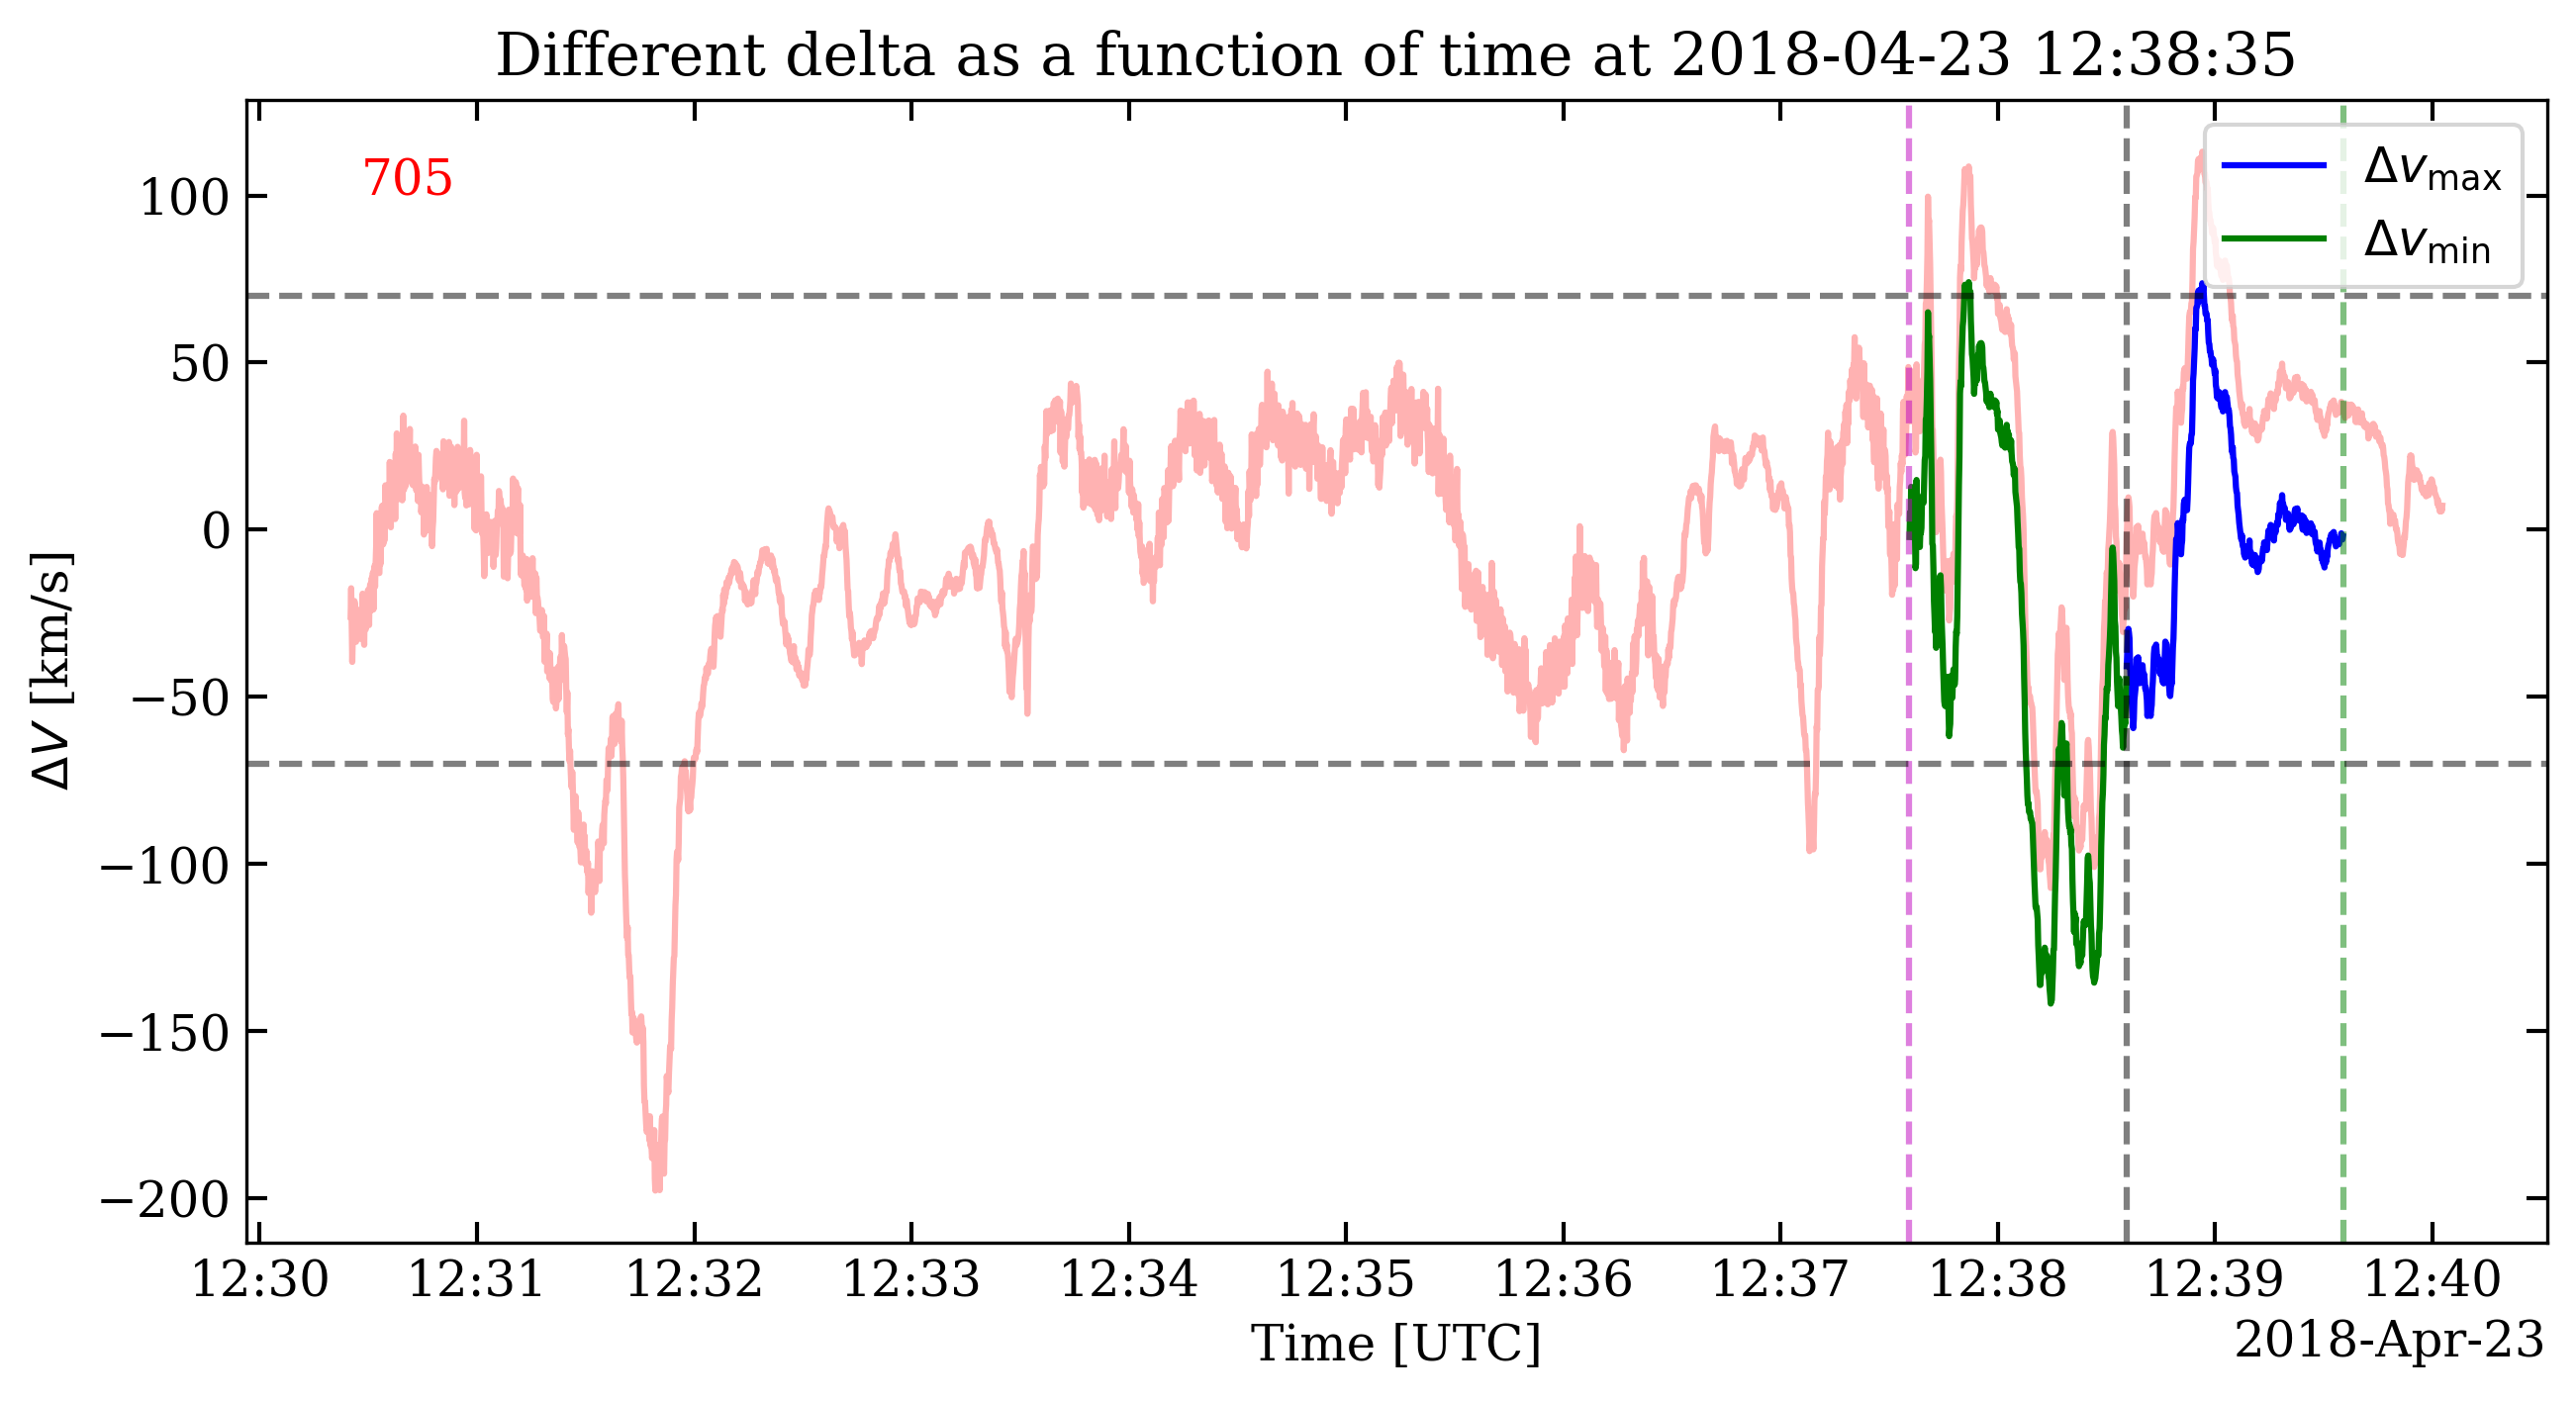 Different delta as a function of time at 2018-04-23 12:38:35
705
Δv_max
Δv_min
100
50
0
−50
−100
−150
−200
ΔV [km/s]
12:30 12:31 12:32 12:33 12:34 12:35 12:36 12:37 12:38 12:39 12:40
Time [UTC]
2018-Apr-23